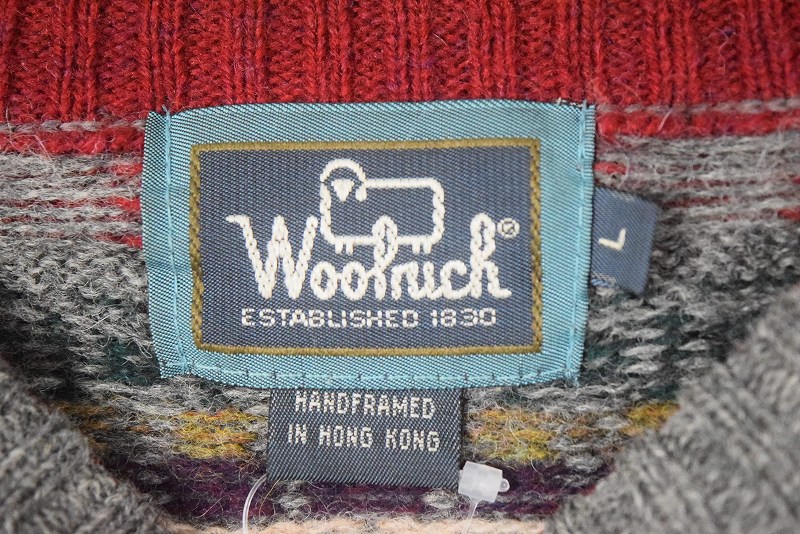 Woolrich®
ESTABLISHED 1830
L
HANDFRAMED
IN HONG KONG